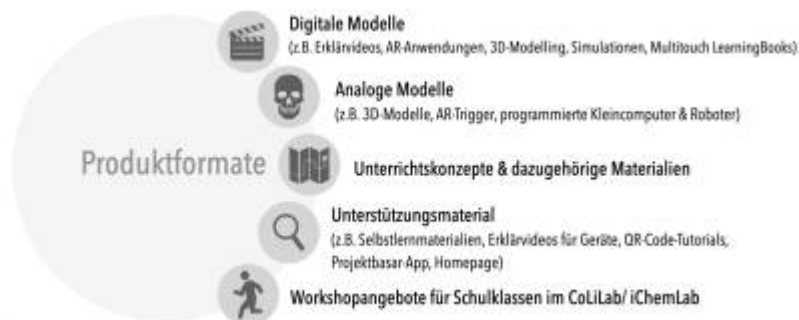 Digitale Modelle
(z.B. Erklärvideos, AR-Anwendungen, 3D-Modelling, Simulationen, Multitouch LearningBooks)
Analoge Modelle
(z.B. 3D-Modelle, AR-Trigger, programmierte Kleincomputer & Roboter)
Produktformate
Unterrichtskonzepte & dazugehörige Materialien
Unterstützungsmaterial
(z.B. Selbstlernmaterialien, Erklärvideos für Geräte, QR-Code-Tutorials,
Projektbasar-App, Homepage)
Workshopangebote für Schulklassen im CoLiLab/ iChemLab